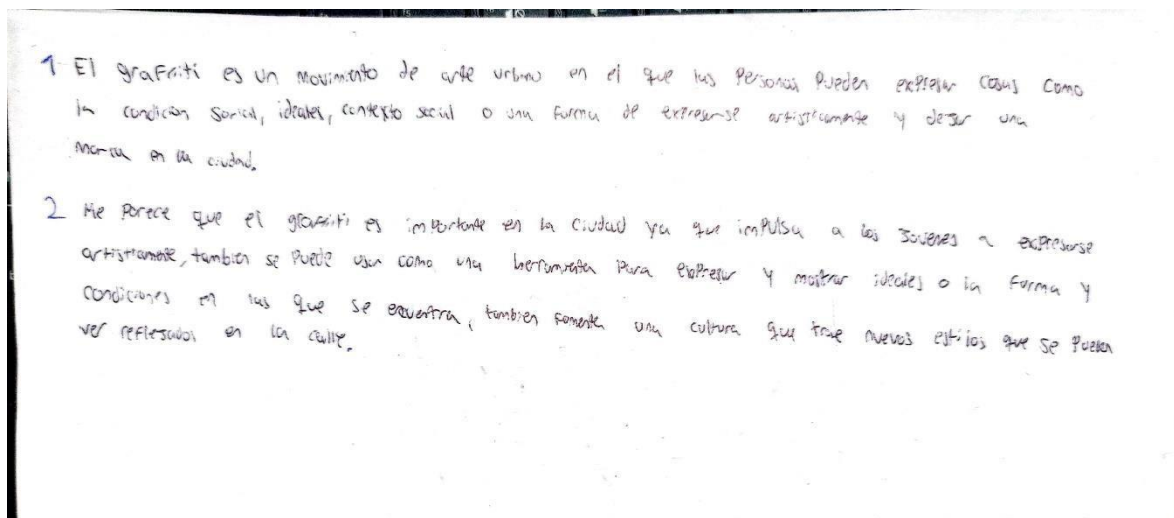 1 El graffiti es un movimiento de arte urbano en el que las Personas Pueden expresar cosas como
la condición social, ideales, contexto social o una forma de expresarse artisticamente y dejar una
marca en la ciudad.
2 Me Parece que el graffiti es importante en la ciudad ya que impulsa a los Jovenes a expresarse
artisticamente, tambien se Puede usar como una herramienta Para expresar y mostrar ideales o la forma y
condiciones en las que se encuentra, tambien fomenta una cultura que trae nuevos estilos que se Pueden
ver reflesados en la calle.